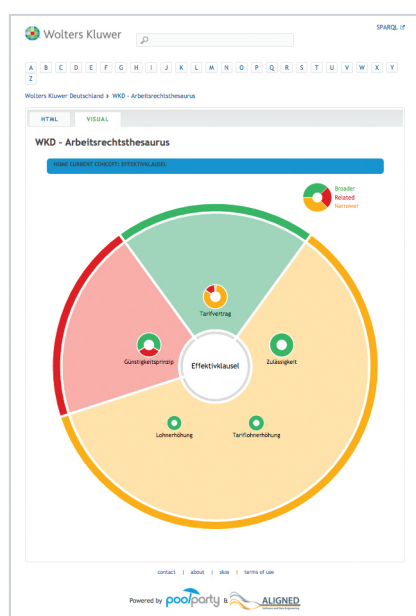 SPARQL
Wolters Kluwer
A B C D E F G H I J K L M N O P Q R S T U V W X Y
Z
Wolters Kluwer Deutschland > WKD - Arbeitsrechtsthesaurus
HTML VISUAL
WKD - Arbeitsrechtsthesaurus
HOME CURRENT CONCEPT: EFFEKTIVKLAUSEL
Broader
Related
Narrower
Tarifvertrag
Günstigkeitsprinzip
Effektivklausel
Zulässigkeit
Lohnerhöhung
Tariflohnerhöhung
contact | about | skos | terms of use
Powered by poolparty & ALIGNED